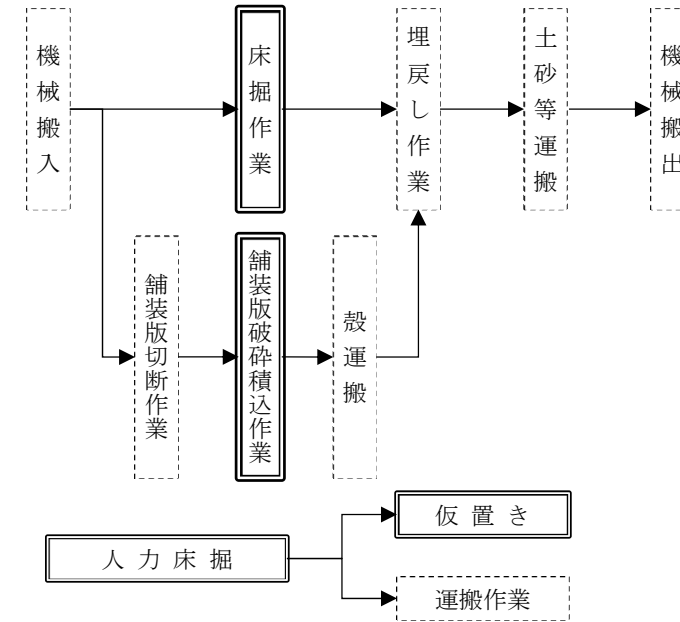 機械搬入
床掘作業
埋戻し作業
土砂等運搬
機械搬出
舗装版切断作業
舗装版破砕積込作業
殻運搬
人力床掘
仮置き
運搬作業